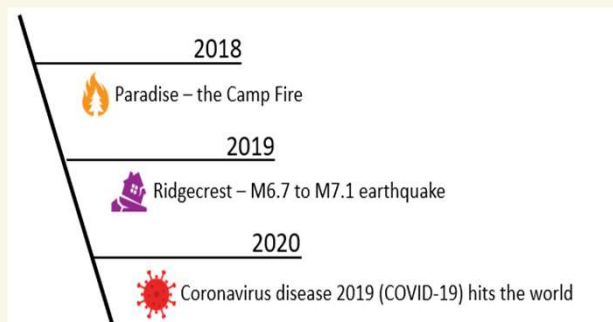 2018
Paradise – the Camp Fire
2019
Ridgecrest – M6.7 to M7.1 earthquake
2020
Coronavirus disease 2019 (COVID-19) hits the world